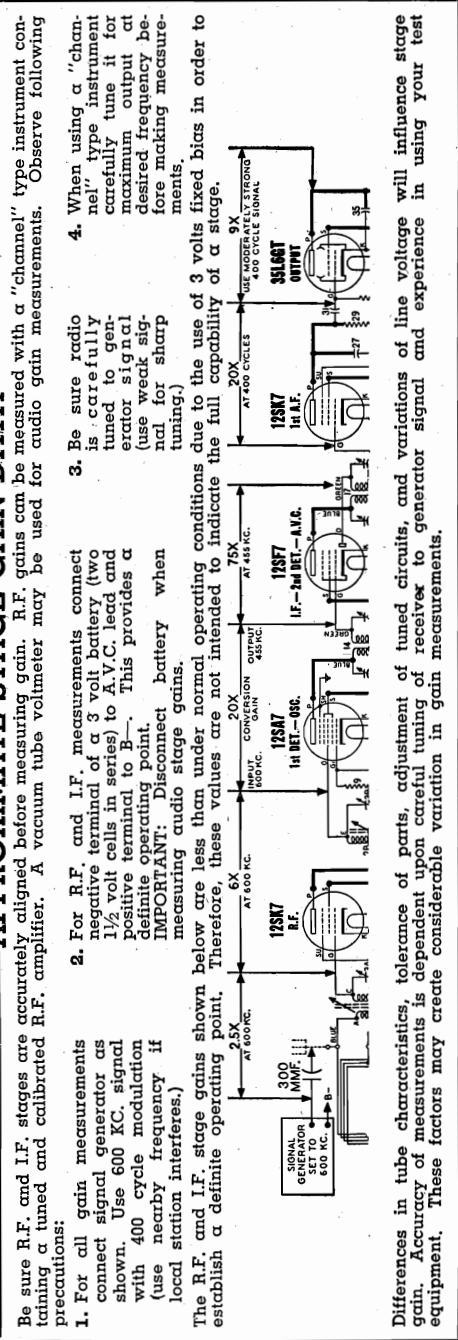 Be sure R.F. and I.F. stages are accurately aligned before measuring gain. R.F. gains can be measured with a "channel" type instrument con-
taining a tuned and calibrated R.F. amplifier. A vacuum tube voltmeter may be used for audio gain measurements. Observe following
precautions:
1. For all gain measurements
connect signal generator as
shown. Use 600 KC. signal
with 400 cycle modulation
(use nearby frequency if
local station interferes.)
2. For R.F. and I.F. measurements connect
negative terminal of a 3 volt battery (two
1½ volt cells in series) to A.V.C. lead and
positive terminal to B—. This provides a
definite operating point.
IMPORTANT: Disconnect battery when
measuring audio stage gains.
3. Be sure radio
is carefully
tuned to gen-
erator signal
(use weak sig-
nal for sharp
tuning.)
4. When using a "chan-
nel" type instrument
carefully tune it for
maximum output at
desired frequency be-
fore making measure-
ments.
The R.F. and I.F. stage gains shown below are less than under normal operating conditions due to the use of 3 volts fixed bias in order to
establish a definite operating point. Therefore, these values are not intended to indicate the full capability of a stage.
2.5X
AT 600 KC.
6X
AT 600 KC.
20X
CONVERSION
GAIN
INPUT
600 KC.
OUTPUT
455 KC.
75X
AT 455 KC.
20X
AT 400 CYCLES
9X
USE MODERATELY STRONG
400 CYCLE SIGNAL
SIGNAL
GENERATOR
SET TO
600 KC.
300
MMF.
B-
BLUE
12SK7
R.F.
12SA7
1st DET.-OSC.
BLUE
14
GREEN
12SF7
I.F.-2nd DET.-A.V.C.
BLUE
17
GREEN
12SK7
1st A.F.
27
29
31
35L6GT
OUTPUT
35
Differences in tube characteristics, tolerance of parts, adjustment of tuned circuits, and variations of line voltage will influence stage
gain. Accuracy of measurements is dependent upon careful tuning of receiver to generator signal and experience in using your test
equipment. These factors may create considerable variation in gain measurements.